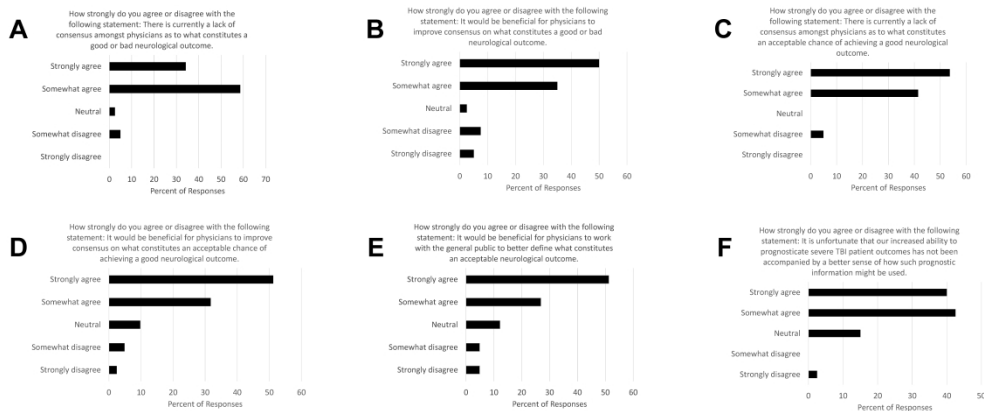 A
How strongly do you agree or disagree with the
following statement: There is currently a lack of
consensus amongst physicians as to what constitutes a
good or bad neurological outcome.
Strongly agree
Somewhat agree
Neutral
Somewhat disagree
Strongly disagree
0 10 20 30 40 50 60 70
Percent of Responses
B
How strongly do you agree or disagree with the
following statement: It would be beneficial for physicians to
improve consensus on what constitutes a good or bad
neurological outcome.
Strongly agree
Somewhat agree
Neutral
Somewhat disagree
Strongly disagree
0 10 20 30 40 50 60
Percent of Responses
C
How strongly do you agree or disagree with the
following statement: There is currently a lack of
consensus amongst physicians as to what constitutes
an acceptable chance of achieving a good neurological
outcome.
Strongly agree
Somewhat agree
Neutral
Somewhat disagree
Strongly disagree
0 10 20 30 40 50 60
Percent of Responses
D
How strongly do you agree or disagree with the following
statement: It would be beneficial for physicians to improve
consensus on what constitutes an acceptable chance of
achieving a good neurological outcome.
Strongly agree
Somewhat agree
Neutral
Somewhat disagree
Strongly disagree
0 10 20 30 40 50 60
Percent of Responses
E
How strongly do you agree or disagree with the following
statement: It would be beneficial for physicians to work
with the general public to better define what constitutes
an acceptable neurological outcome.
Strongly agree
Somewhat agree
Neutral
Somewhat disagree
Strongly disagree
0 10 20 30 40 50 60
Percent of Responses
F
How strongly do you agree or disagree with the following
statement: It is unfortunate that our increased ability to
prognosticate severe TBI patient outcomes has not been
accompanied by a better sense of how such prognostic
information might be used.
Strongly agree
Somewhat agree
Neutral
Somewhat disagree
Strongly disagree
0 10 20 30 40 50
Percent of Responses